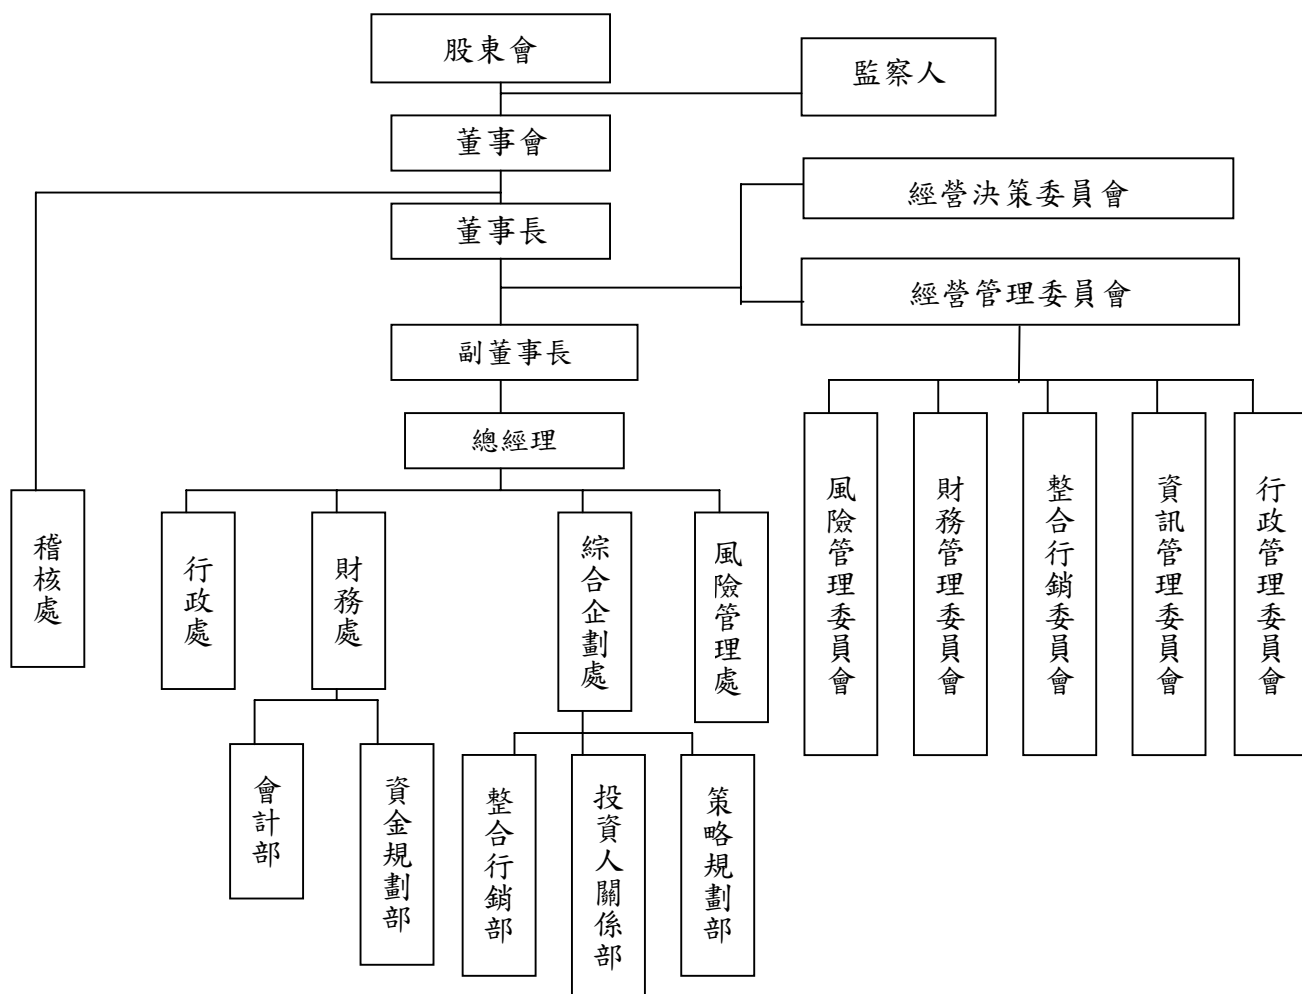 股東會
監察人
董事會
經營決策委員會
董事長
經營管理委員會
副董事長
總經理
稽核處
行政處
財務處
綜合企劃處
風險管理處
風險管理委員會
財務管理委員會
整合行銷委員會
資訊管理委員會
行政管理委員會
會計部
資金規劃部
整合行銷部
投資人關係部
策略規劃部